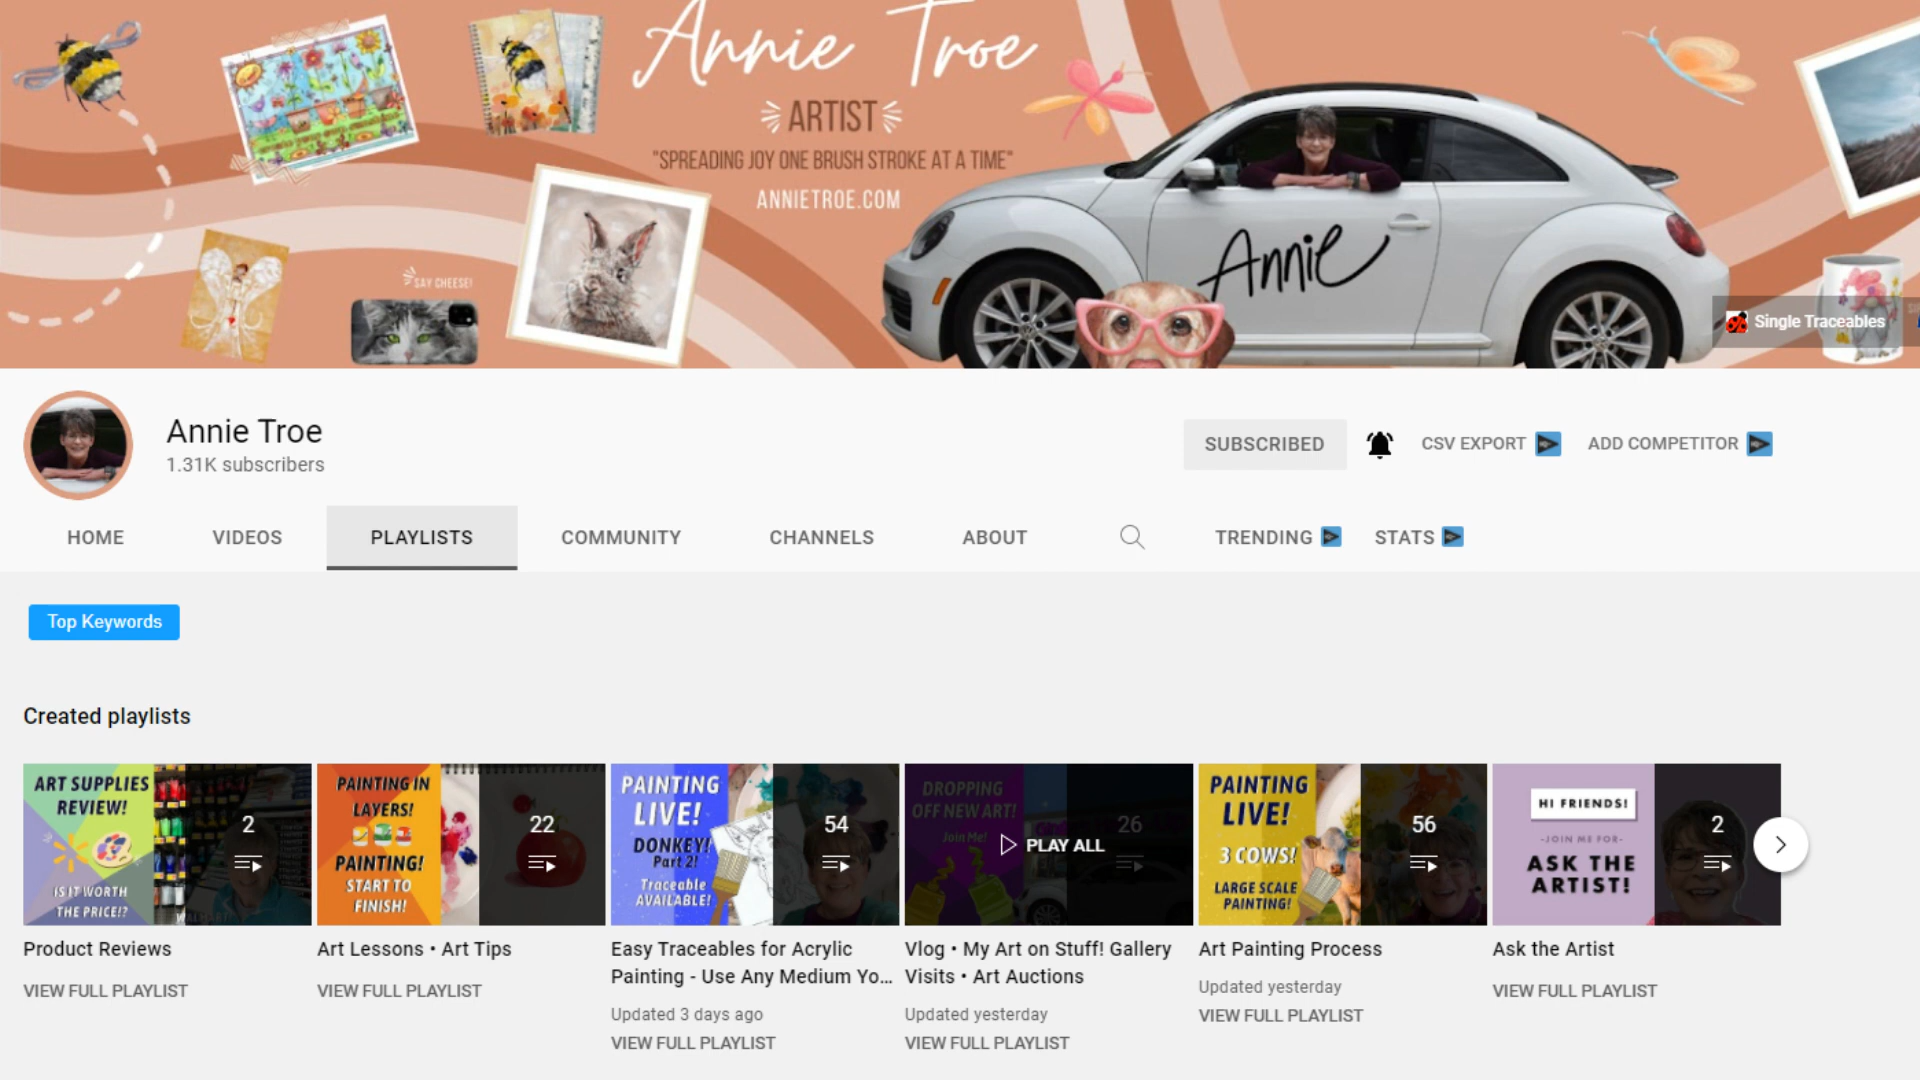 Annie Troe
ARTIST
"SPREADING JOY ONE BRUSH STROKE AT A TIME"
ANNIETROE.COM
SAY CHEESE!
Annie
Single Traceables
Annie Troe
1.31K subscribers
SUBSCRIBED
CSV EXPORT
ADD COMPETITOR
HOME
VIDEOS
PLAYLISTS
COMMUNITY
CHANNELS
ABOUT
TRENDING
STATS
Top Keywords
Created playlists
ART SUPPLIES
REVIEW!
IS IT WORTH
THE PRICE!?
WALMART!
2
Product Reviews
VIEW FULL PLAYLIST
PAINTING IN
LAYERS!
PAINTING!
START TO
FINISH!
22
Art Lessons • Art Tips
VIEW FULL PLAYLIST
PAINTING
LIVE!
DONKEY!
Part 2!
Traceable
AVAILABLE!
54
Easy Traceables for Acrylic
Painting - Use Any Medium Yo...
Updated 3 days ago
VIEW FULL PLAYLIST
DROPPING
OFF NEW ART!
Join Me!
PLAY ALL
26
Vlog • My Art on Stuff! Gallery
Visits • Art Auctions
Updated yesterday
VIEW FULL PLAYLIST
PAINTING
LIVE!
3 COWS!
LARGE SCALE
PAINTING!
56
Art Painting Process
Updated yesterday
VIEW FULL PLAYLIST
HI FRIENDS!
-JOIN ME FOR-
ASK THE
ARTIST!
2
Ask the Artist
VIEW FULL PLAYLIST